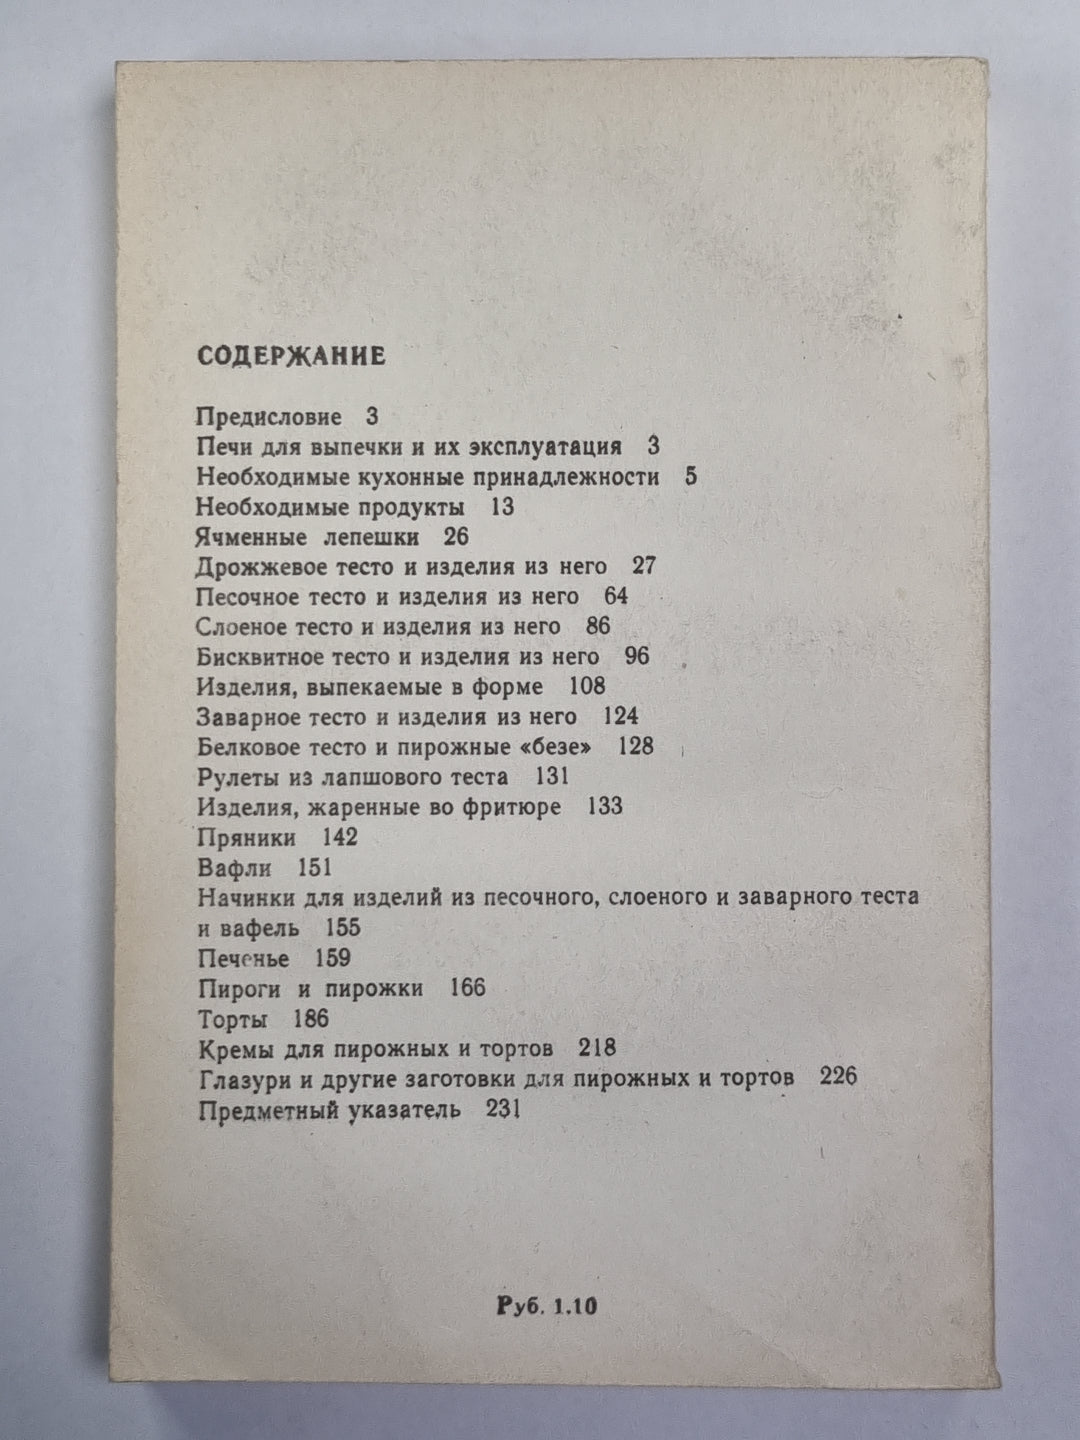 СОДЕРЖАНИЕ
Предисловие 3
Печи для выпечки и их эксплуатация 3
Необходимые кухонные принадлежности 5
Необходимые продукты 13
Ячменные лепешки 26
Дрожжевое тесто и изделия из него 27
Песочное тесто и изделия из него 64
Слоеное тесто и изделия из него 86
Бисквитное тесто и изделия из него 96
Изделия, выпекаемые в форме 108
Заварное тесто и изделия из него 124
Белковое тесто и пирожные «безе» 128
Рулеты из лапшового теста 131
Изделия, жаренные во фритюре 133
Пряники 142
Вафли 151
Начинки для изделий из песочного, слоеного и заварного теста
и вафель 155
Печенье 159
Пироги и пирожки 166
Торты 186
Кремы для пирожных и тортов 218
Глазури и другие заготовки для пирожных и тортов 226
Предметный указатель 231
Руб. 1.10